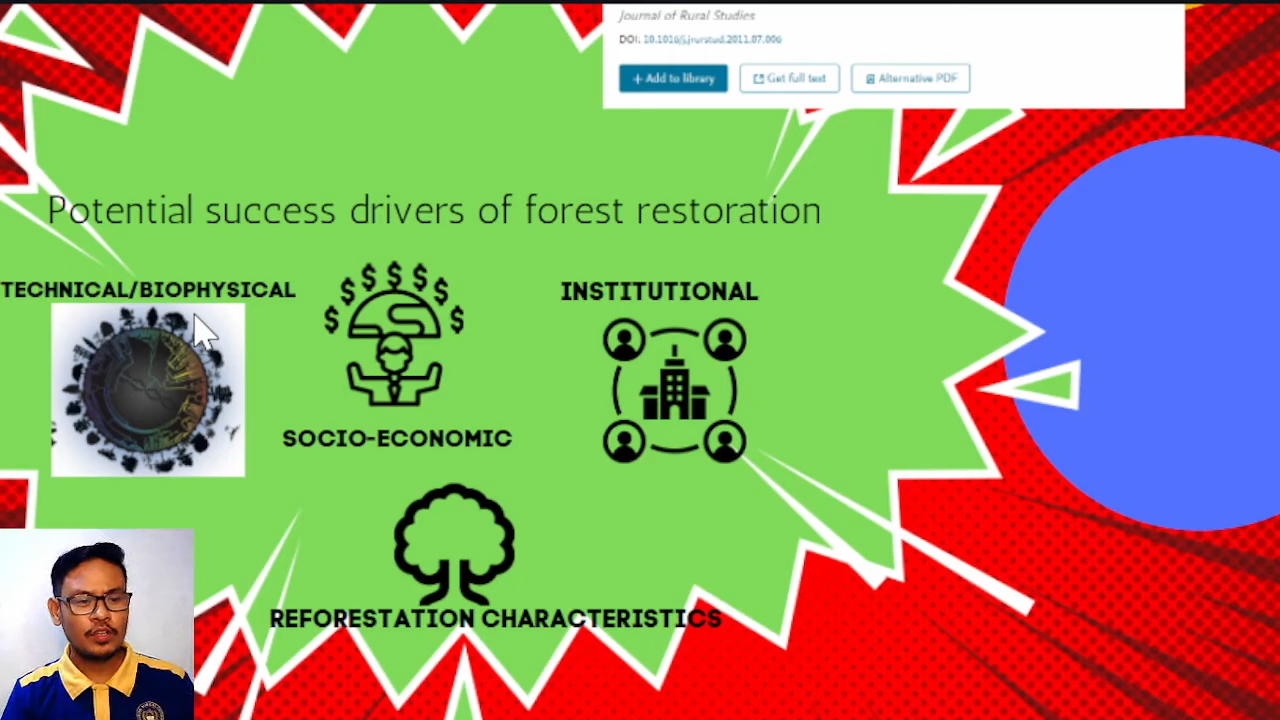 Journal of Rural Studies
DOI: 10.1016/j.jrurstud.2011.07.006
+ Add to library
Get full text
Alternative PDF
Potential success drivers of forest restoration
TECHNICAL/BIOPHYSICAL
INSTITUTIONAL
SOCIO-ECONOMIC
REFORESTATION CHARACTERISTICS